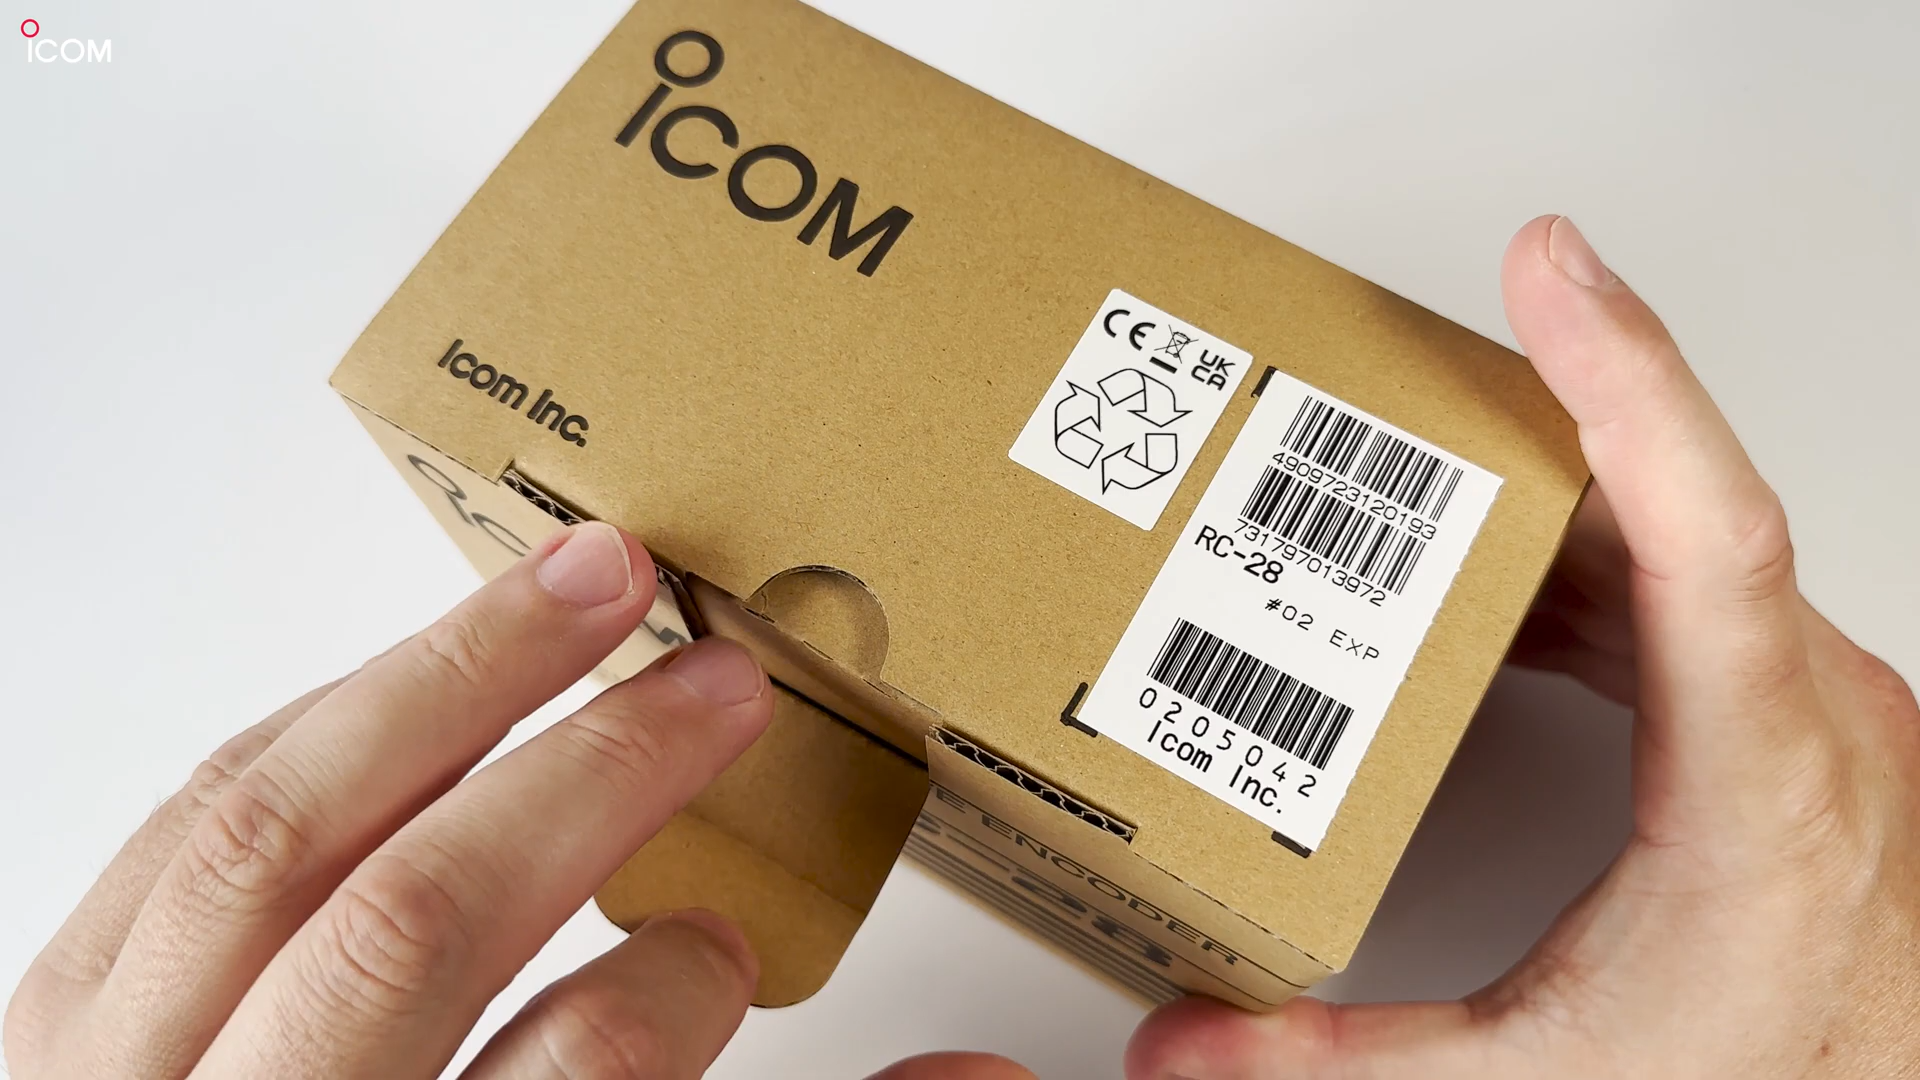 ICOM
ICOM
Icom Inc.
CE UK
CA
4909723120193
731797013972
RC-28
#02 EXP
0205042
Icom Inc.
ENCODER